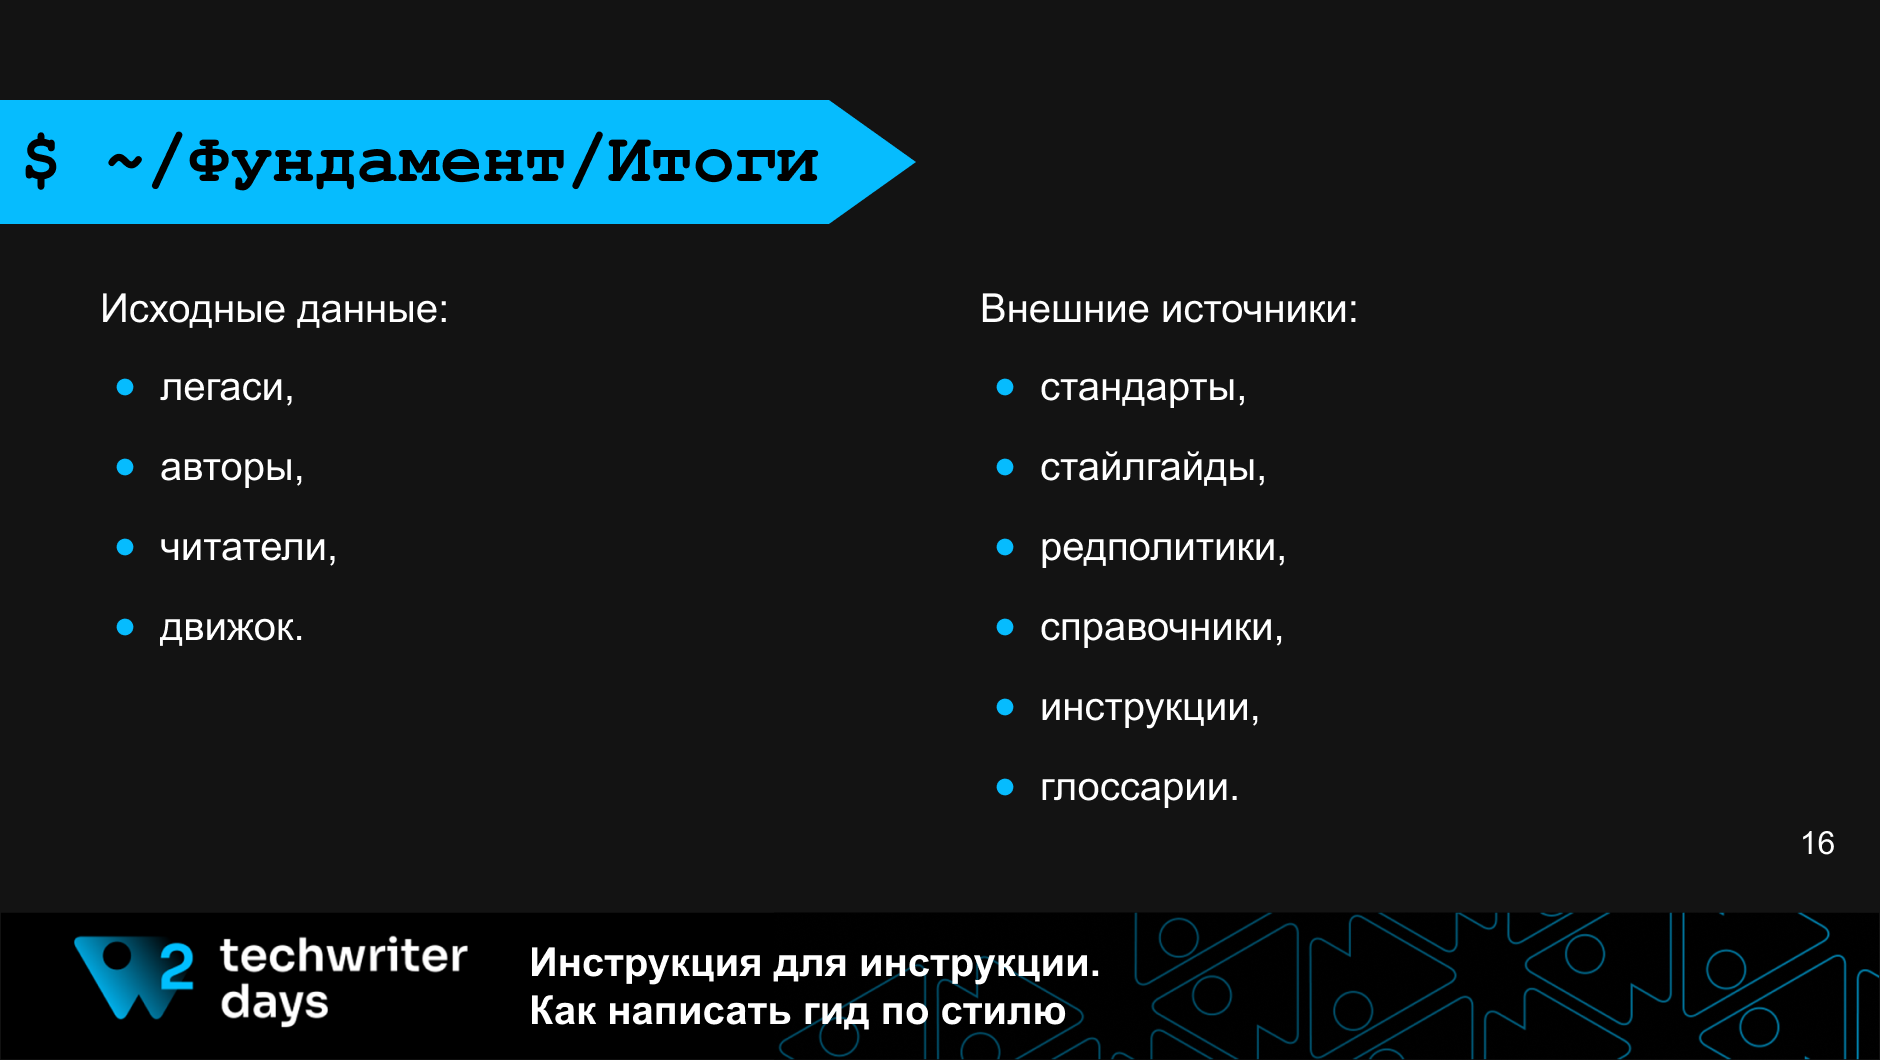 $ ~/Фундамент/Итоги
Исходные данные:
легаси,
авторы,
читатели,
движок.
Внешние источники:
стандарты,
стайлгайды,
редполитики,
справочники,
инструкции,
глоссарии.
16
2 techwriter
days
Инструкция для инструкции.
Как написать гид по стилю